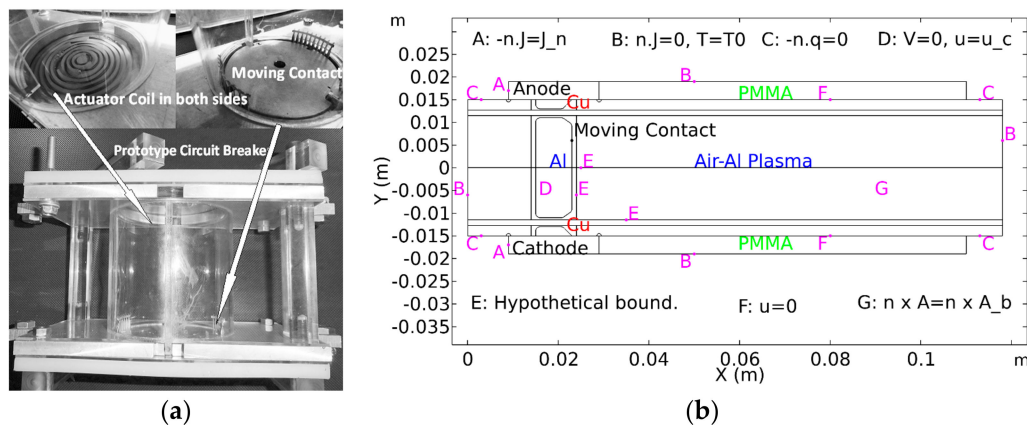 Moving Contact
Actuator Coil in both sides
Prototype Circuit Breaker
(a)
m
A: -n.J=J_n B: n.J=0, T=T0 C: -n.q=0 D: V=0, u=u_c
0.03
0.025
0.02
0.015
0.01
0.005
0
-0.005
-0.01
-0.015
-0.02
-0.025
-0.03
-0.035
Y (m)
A Anode B PMMA F C
C Cu
Moving Contact
B
Al E Air-Al Plasma
B D E G
E
Cu
C A Cathode B PMMA F C
E: Hypothetical bound. F: u=0 G: n x A=n x A_b
0 0.02 0.04 0.06 0.08 0.1 m
X (m)
(b)